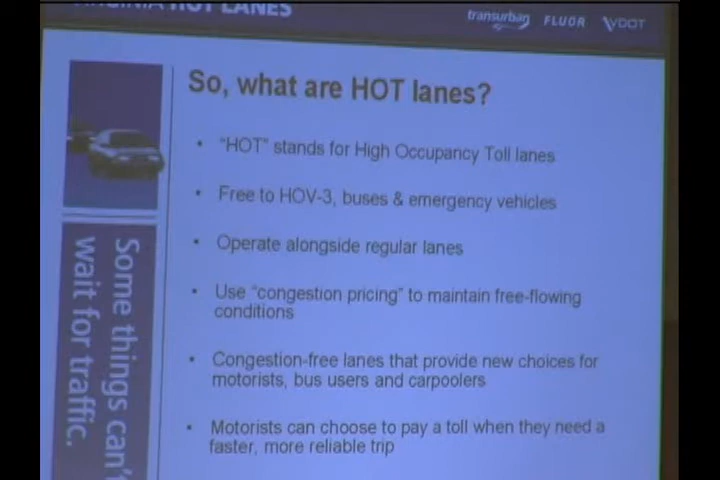 VIRGINIA HOT LANES
transurban FLUOR VDOT
So, what are HOT lanes?
• "HOT" stands for High Occupancy Toll lanes
• Free to HOV-3, buses & emergency vehicles
• Operate alongside regular lanes
• Use "congestion pricing" to maintain free-flowing
conditions
• Congestion-free lanes that provide new choices for
motorists, bus users and carpoolers
• Motorists can choose to pay a toll when they need a
faster, more reliable trip
Some things can't
wait for traffic.